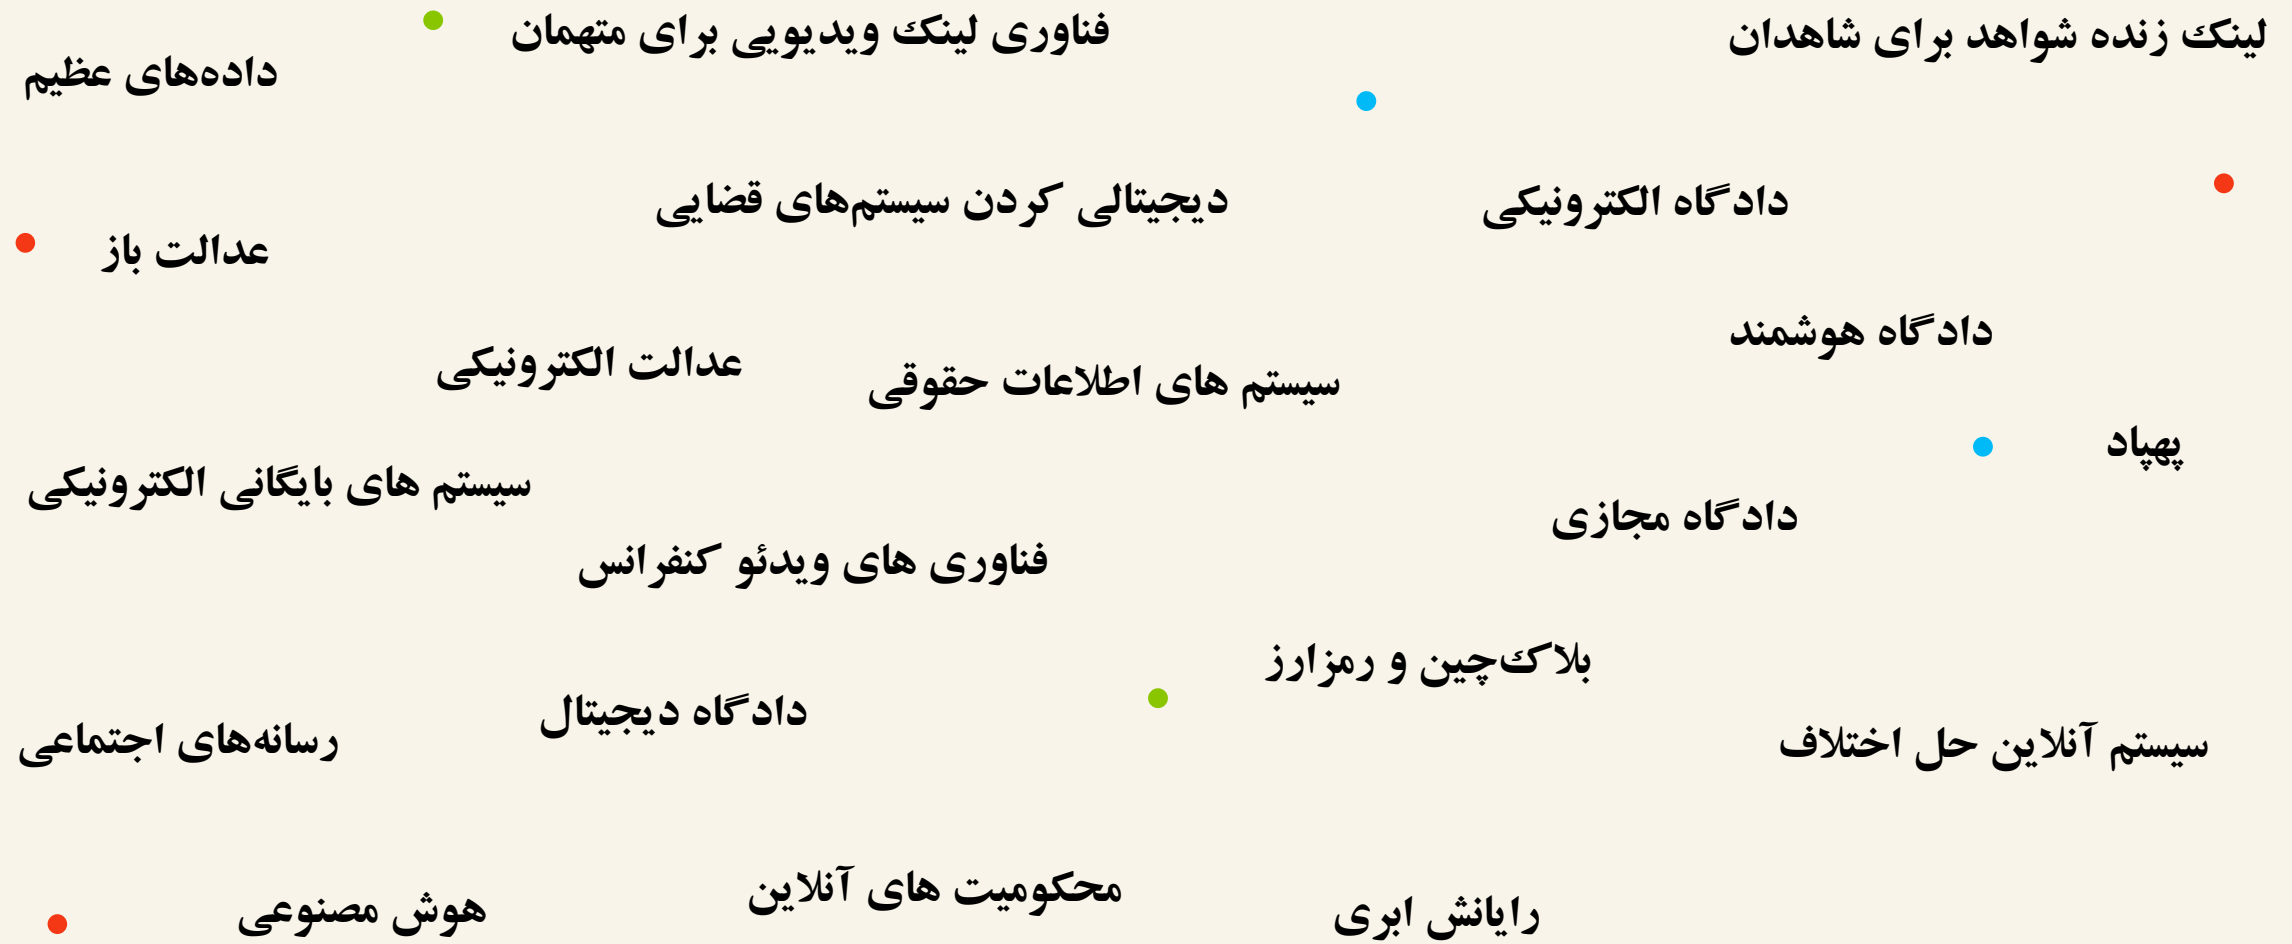 لینک زنده شواهد برای شاهدان
فناوری لینک ویدیویی برای متهمان
داده‌های عظیم
دادگاه الکترونیکی
دیجیتالی کردن سیستم‌های قضایی
عدالت باز
دادگاه هوشمند
سیستم های اطلاعات حقوقی
عدالت الکترونیکی
پهپاد
دادگاه مجازی
سیستم های بایگانی الکترونیکی
فناوری های ویدئو کنفرانس
بلاک‌چین و رمزارز
دادگاه دیجیتال
سیستم آنلاین حل اختلاف
رسانه‌های اجتماعی
محکومیت های آنلاین
رایانش ابری
هوش مصنوعی